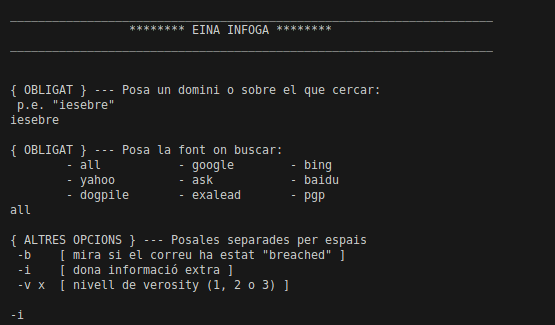 ******** EINA INFOGA ********
{ OBLIGAT } --- Posa un domini o sobre el que cercar:
p.e. "iesebre"
iesebre
{ OBLIGAT } --- Posa la font on buscar:
- all - google - bing
- yahoo - ask - baidu
- dogpile - exalead - pgp
all
{ ALTRES OPCIONS } --- Posales separades per espais
-b [ mira si el correu ha estat "breached" ]
-i [ dona informació extra ]
-v x [ nivell de verosity (1, 2 o 3) ]
-i